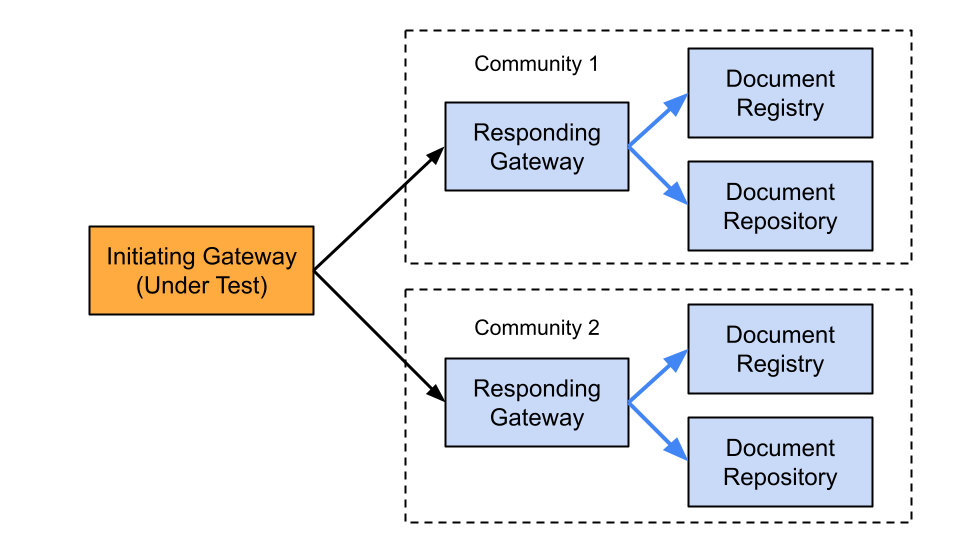 Community 1
Responding
Gateway
Document
Registry
Document
Repository
Initiating Gateway
(Under Test)
Community 2
Responding
Gateway
Document
Registry
Document
Repository